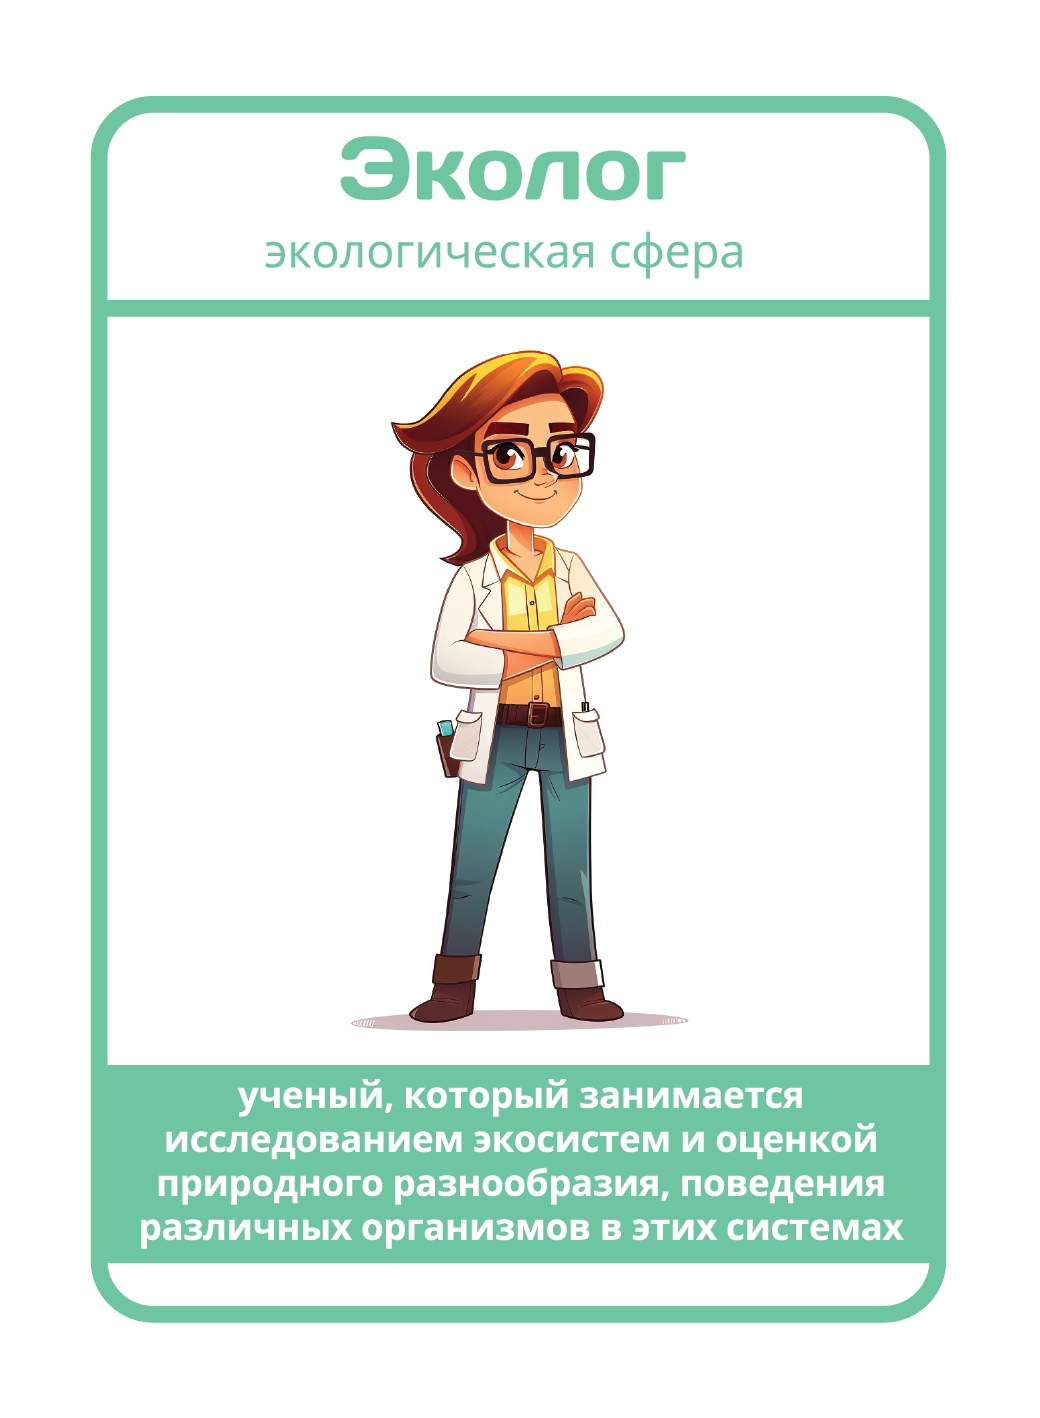 Эколог
экологическая сфера
ученый, который занимается
исследованием экосистем и оценкой
природного разнообразия, поведения
различных организмов в этих системах